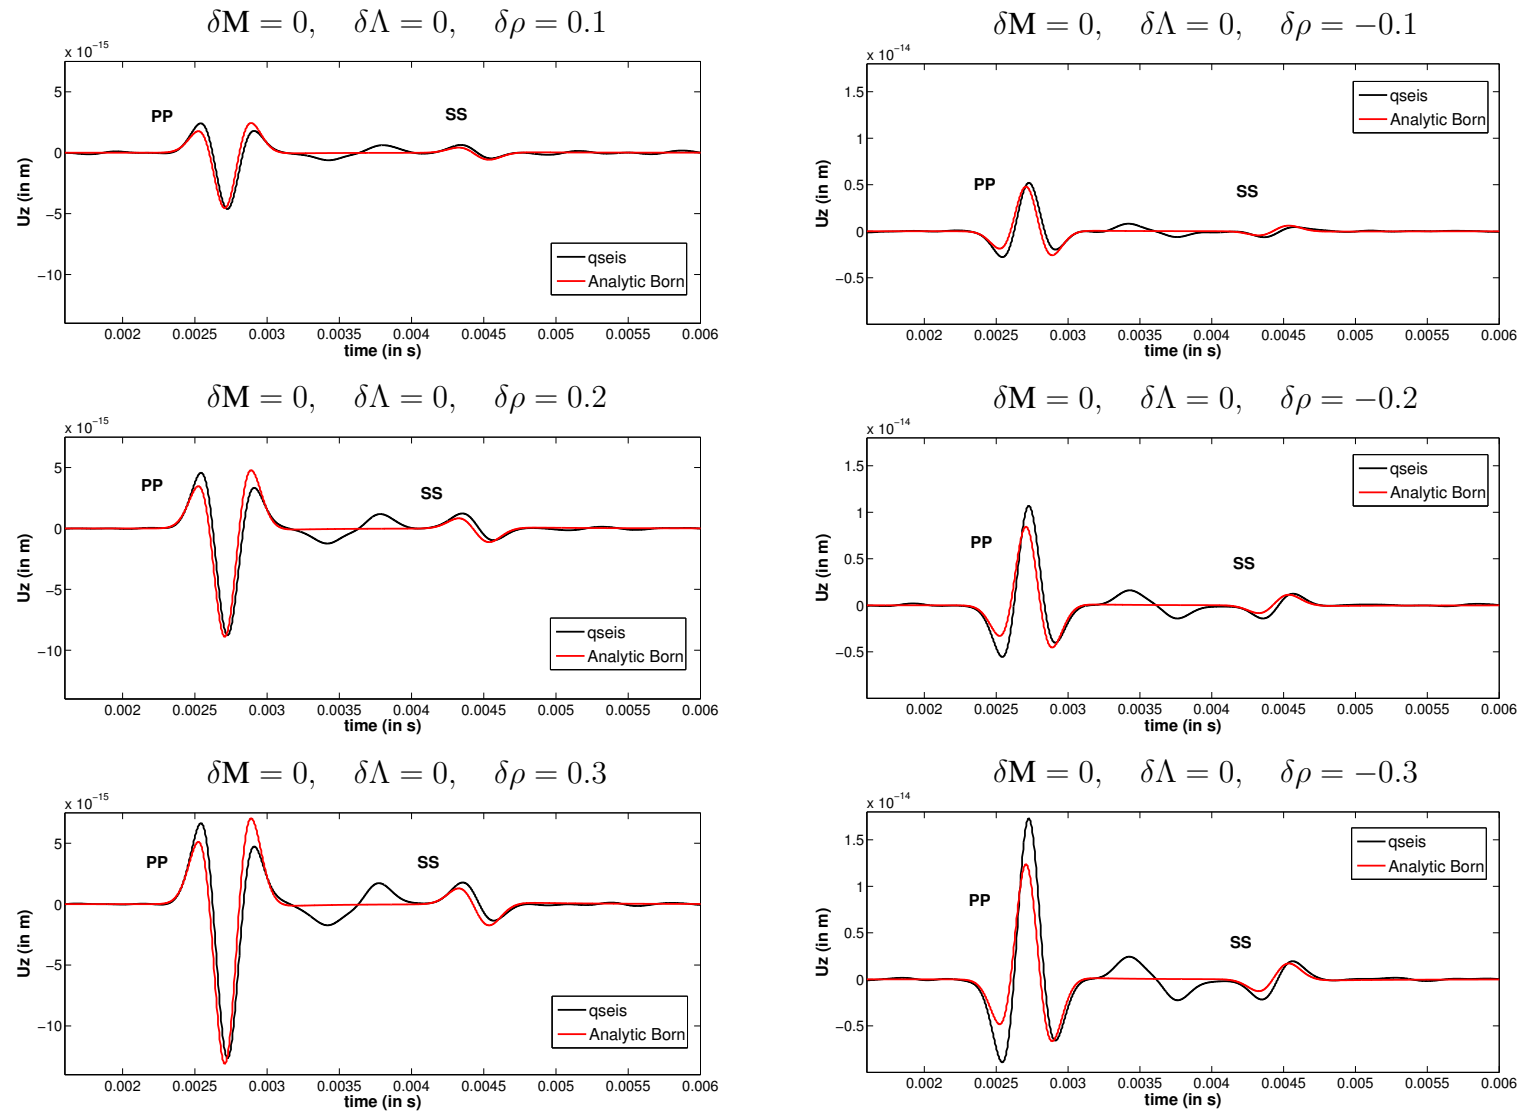 δM = 0, δΛ = 0, δρ = 0.1
x 10⁻¹⁵
5
0
−5
−10
Uz (in m)
PP
SS
qseis
Analytic Born
0.002 0.0025 0.003 0.0035 0.004 0.0045 0.005 0.0055 0.006
time (in s)
δM = 0, δΛ = 0, δρ = −0.1
x 10⁻¹⁴
1.5
1
0.5
0
−0.5
Uz (in m)
PP
SS
qseis
Analytic Born
0.002 0.0025 0.003 0.0035 0.004 0.0045 0.005 0.0055 0.006
time (in s)
δM = 0, δΛ = 0, δρ = 0.2
x 10⁻¹⁵
5
0
−5
−10
Uz (in m)
PP
SS
qseis
Analytic Born
0.002 0.0025 0.003 0.0035 0.004 0.0045 0.005 0.0055 0.006
time (in s)
δM = 0, δΛ = 0, δρ = −0.2
x 10⁻¹⁴
1.5
1
0.5
0
−0.5
Uz (in m)
PP
SS
qseis
Analytic Born
0.002 0.0025 0.003 0.0035 0.004 0.0045 0.005 0.0055 0.006
time (in s)
δM = 0, δΛ = 0, δρ = 0.3
x 10⁻¹⁵
5
0
−5
−10
Uz (in m)
PP
SS
qseis
Analytic Born
0.002 0.0025 0.003 0.0035 0.004 0.0045 0.005 0.0055 0.006
time (in s)
δM = 0, δΛ = 0, δρ = −0.3
x 10⁻¹⁴
1.5
1
0.5
0
−0.5
Uz (in m)
PP
SS
qseis
Analytic Born
0.002 0.0025 0.003 0.0035 0.004 0.0045 0.005 0.0055 0.006
time (in s)